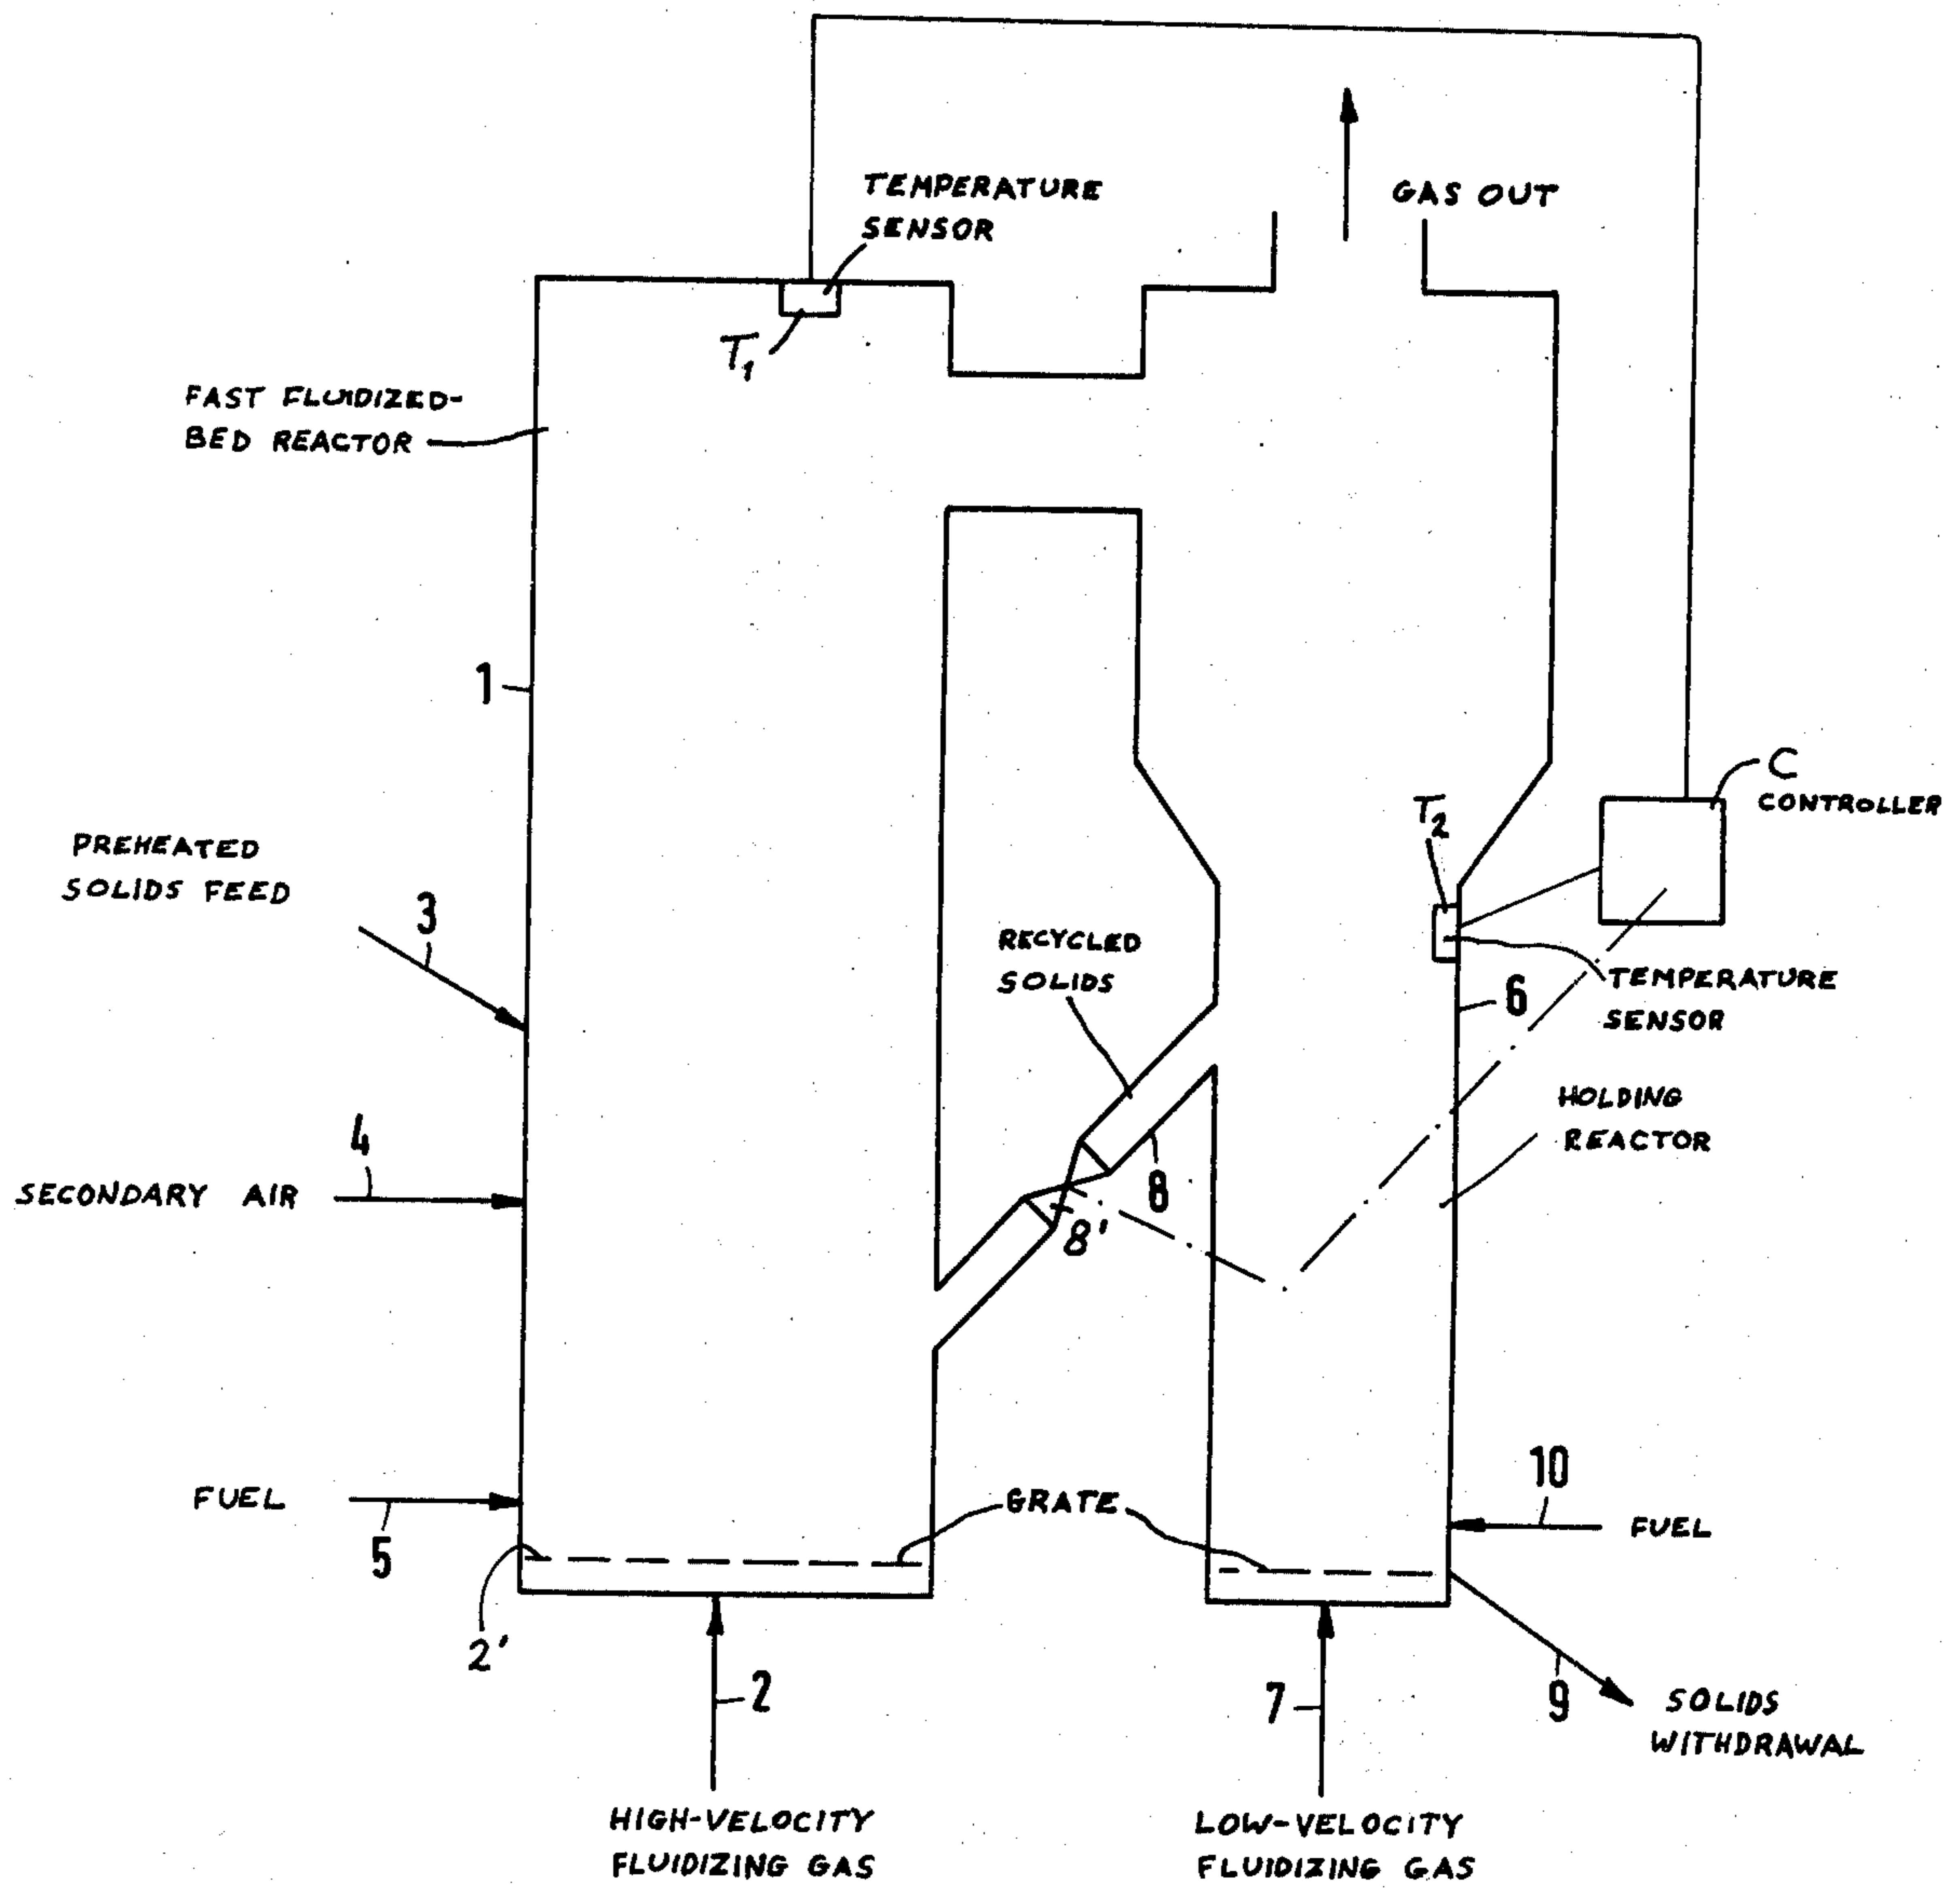 TEMPERATURE
SENSOR
GAS OUT
T1
FAST FLUIDIZED-
BED REACTOR
1
C
CONTROLLER
T2
PREHEATED
SOLIDS FEED
3
RECYCLED
SOLIDS
6
TEMPERATURE
SENSOR
HOLDING
REACTOR
4
SECONDARY AIR
8
8'
10
FUEL
GRATE
FUEL
5
2'
2
7
9
SOLIDS
WITHDRAWAL
HIGH-VELOCITY
FLUIDIZING GAS
LOW-VELOCITY
FLUIDIZING GAS